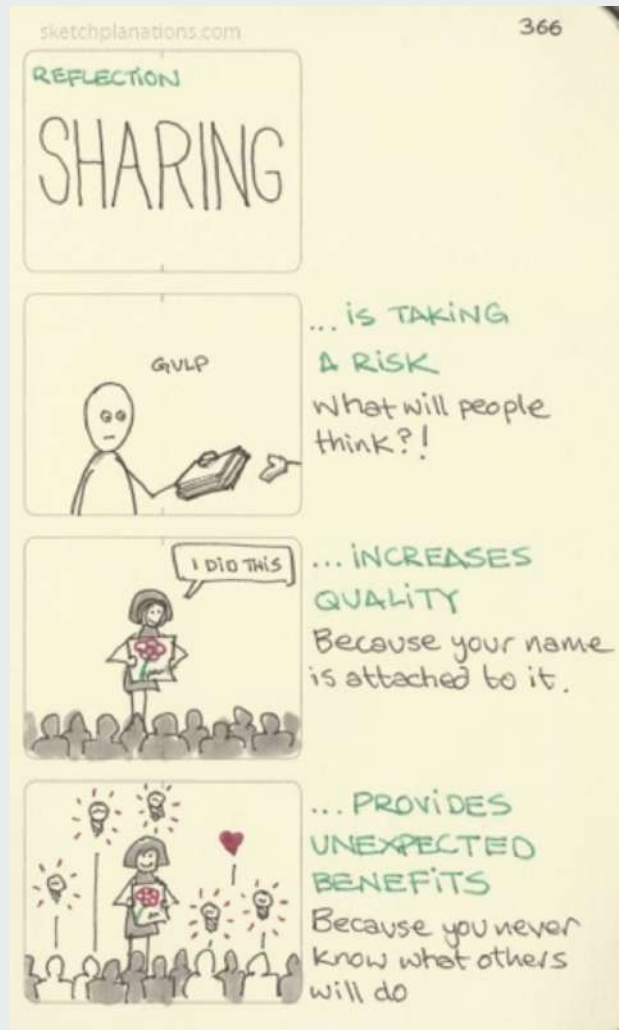 sketchplanations.com
366
REFLECTION
SHARING
GULP
... is TAKING
A RISK
What will people
think?!
I DID THIS
... INCREASES
QUALITY
Because your name
is attached to it.
... PROVIDES
UNEXPECTED
BENEFITS
Because you never
know what others
will do